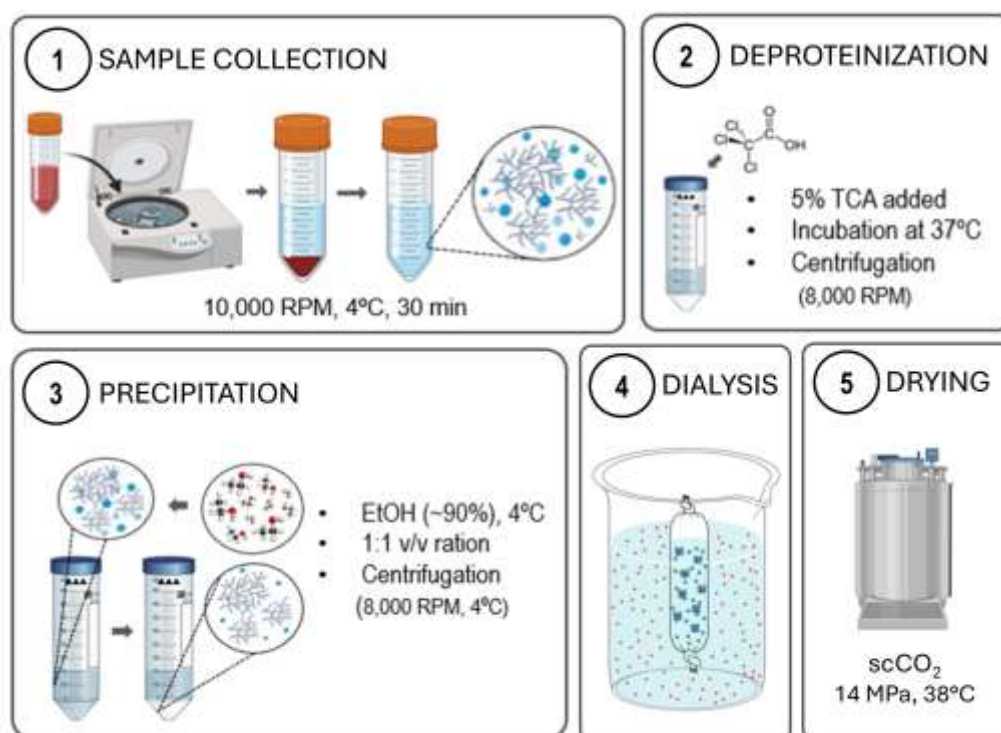 1 SAMPLE COLLECTION
10,000 RPM, 4ºC, 30 min
2 DEPROTEINIZATION
Cl
O
Cl
C
OH
Cl
• 5% TCA added
• Incubation at 37ºC
• Centrifugation
(8,000 RPM)
3 PRECIPITATION
• EtOH (~90%), 4ºC
• 1:1 v/v ration
• Centrifugation
(8,000 RPM, 4ºC)
4 DIALYSIS
5 DRYING
scCO₂
14 MPa, 38°C